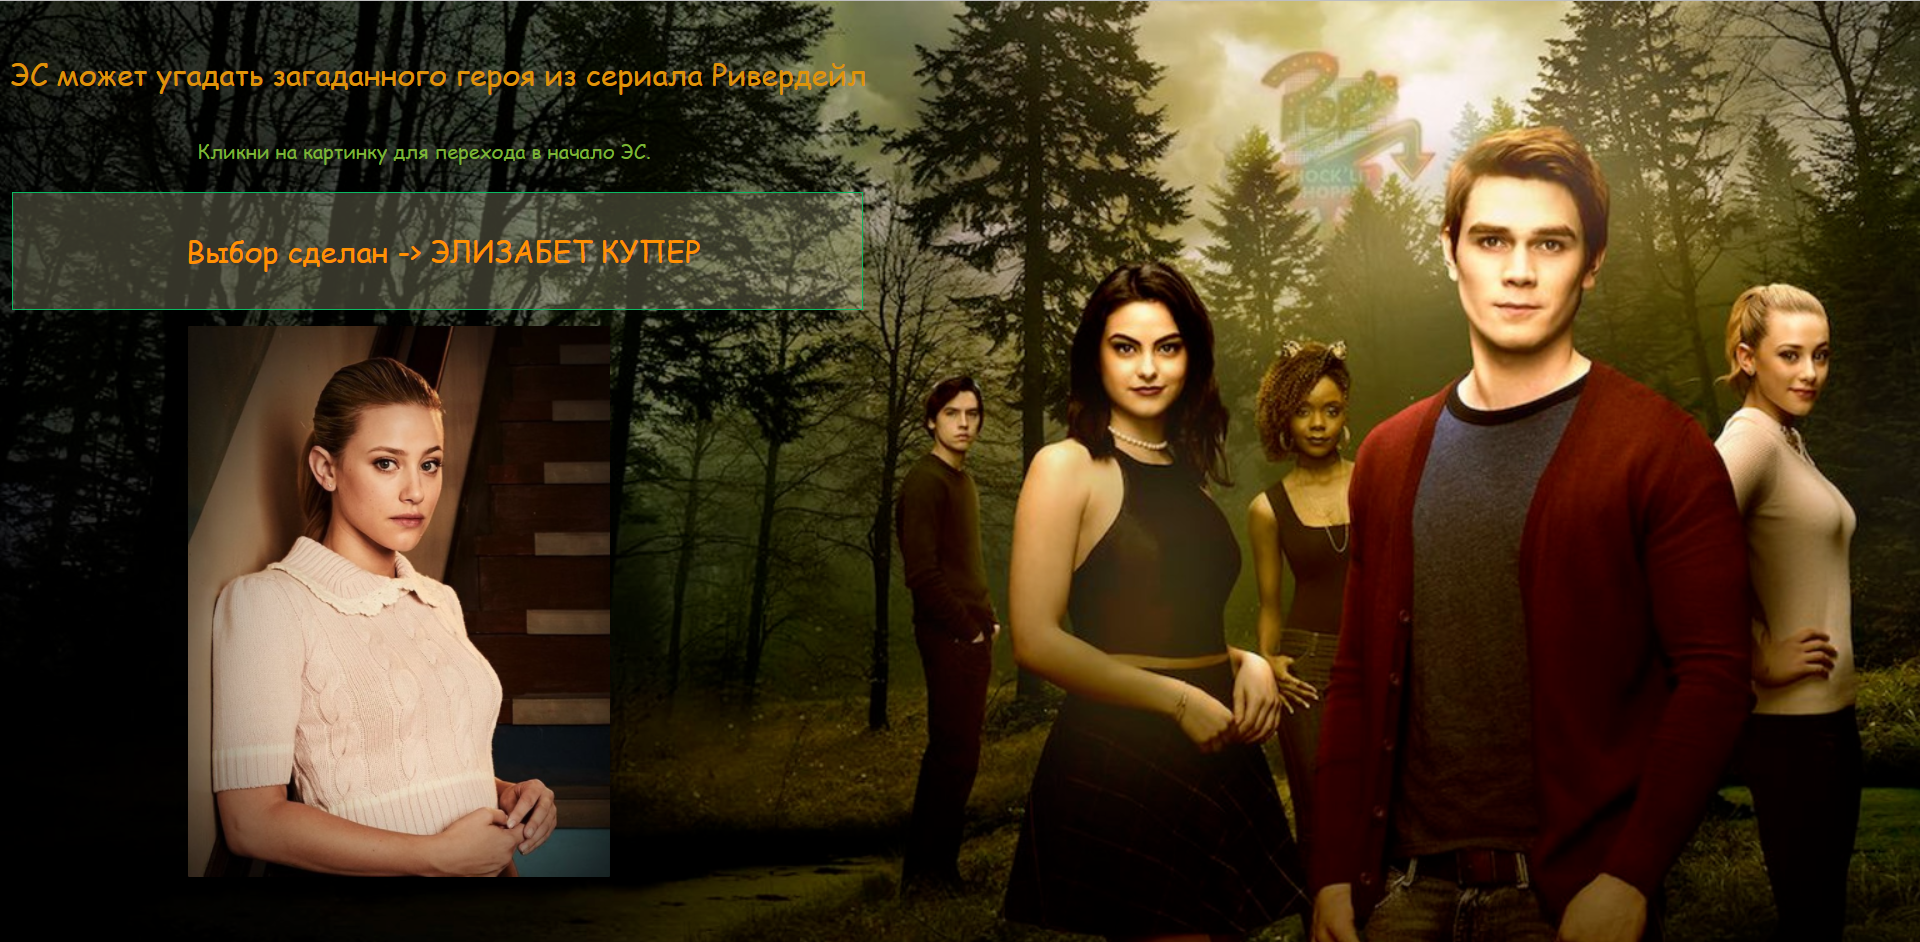 ЭС может угадать загаданного героя из сериала Ривердейл
Кликни на картинку для перехода в начало ЭС.
Выбор сделан -> ЭЛИЗАБЕТ КУПЕР
Pop's